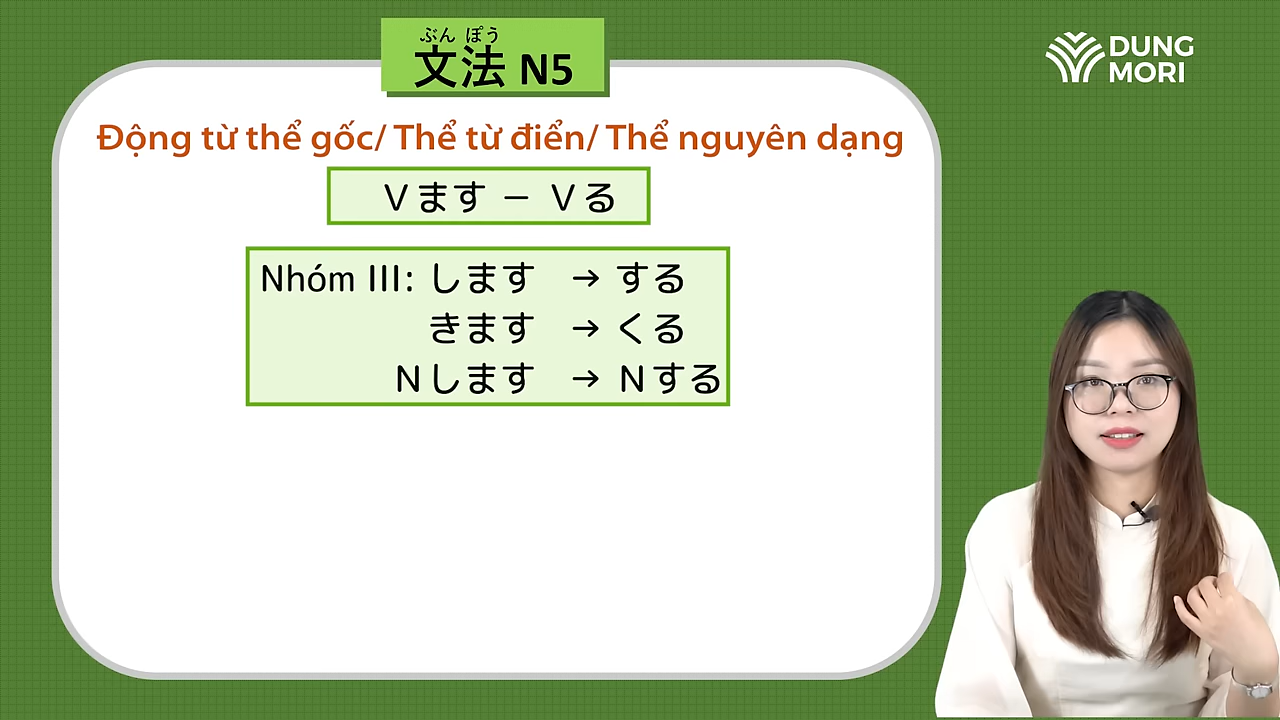 ぶん ぽう
文法 N5
DUNG
MORI
Động từ thể gốc/ Thể từ điển/ Thể nguyên dạng
Vます － Vる
Nhóm III: します → する
きます → くる
Nします → Nする